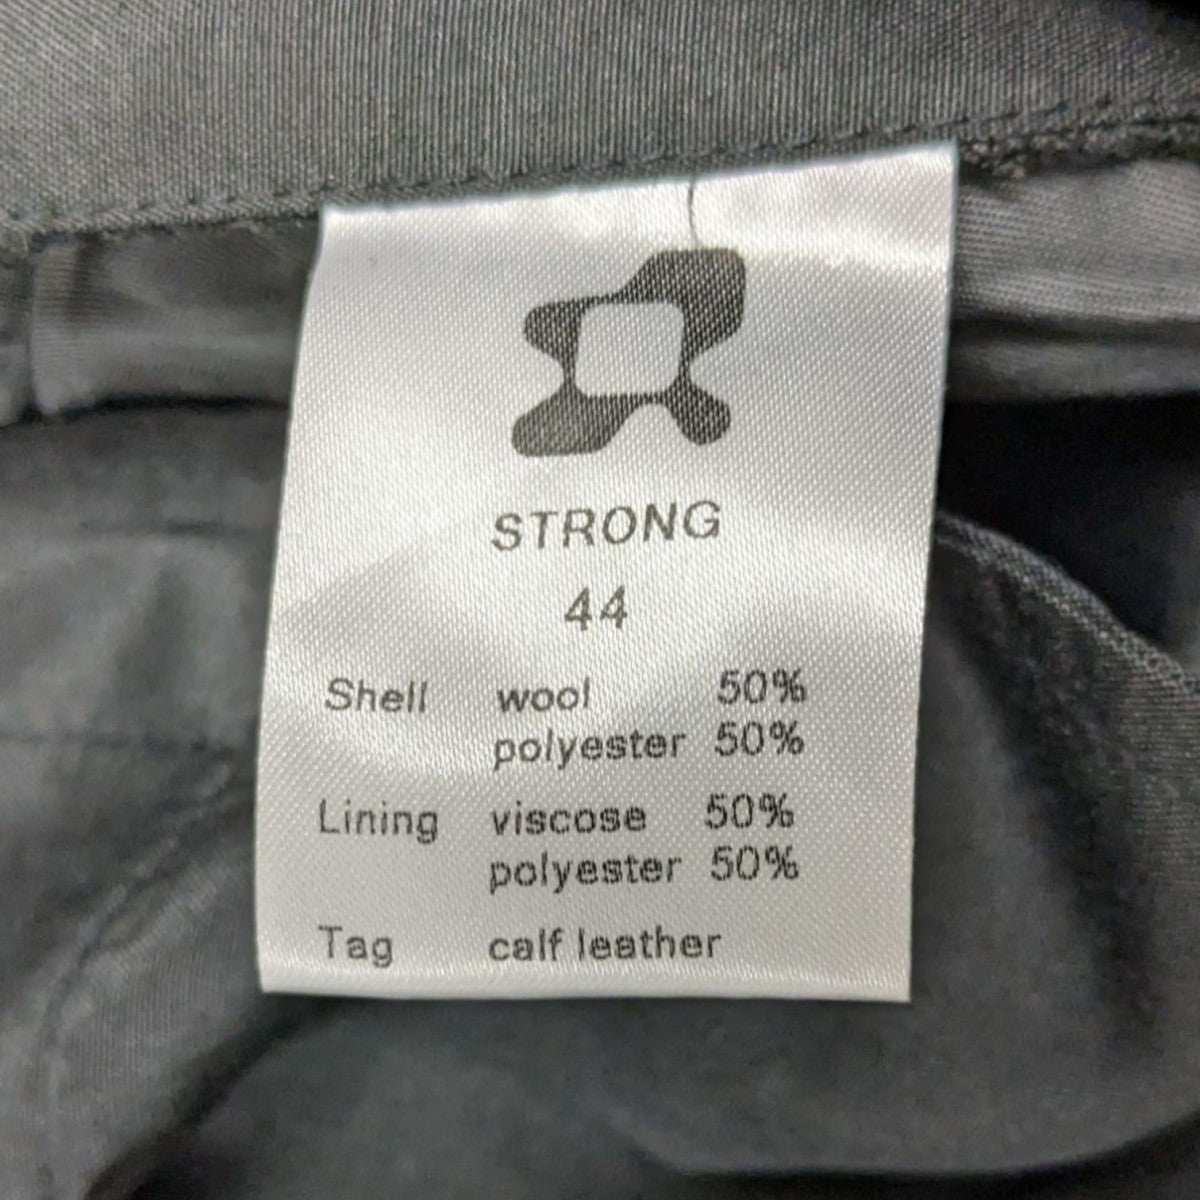 STRONG
44
Shell wool 50%
polyester 50%
Lining viscose 50%
polyester 50%
Tag calf leather